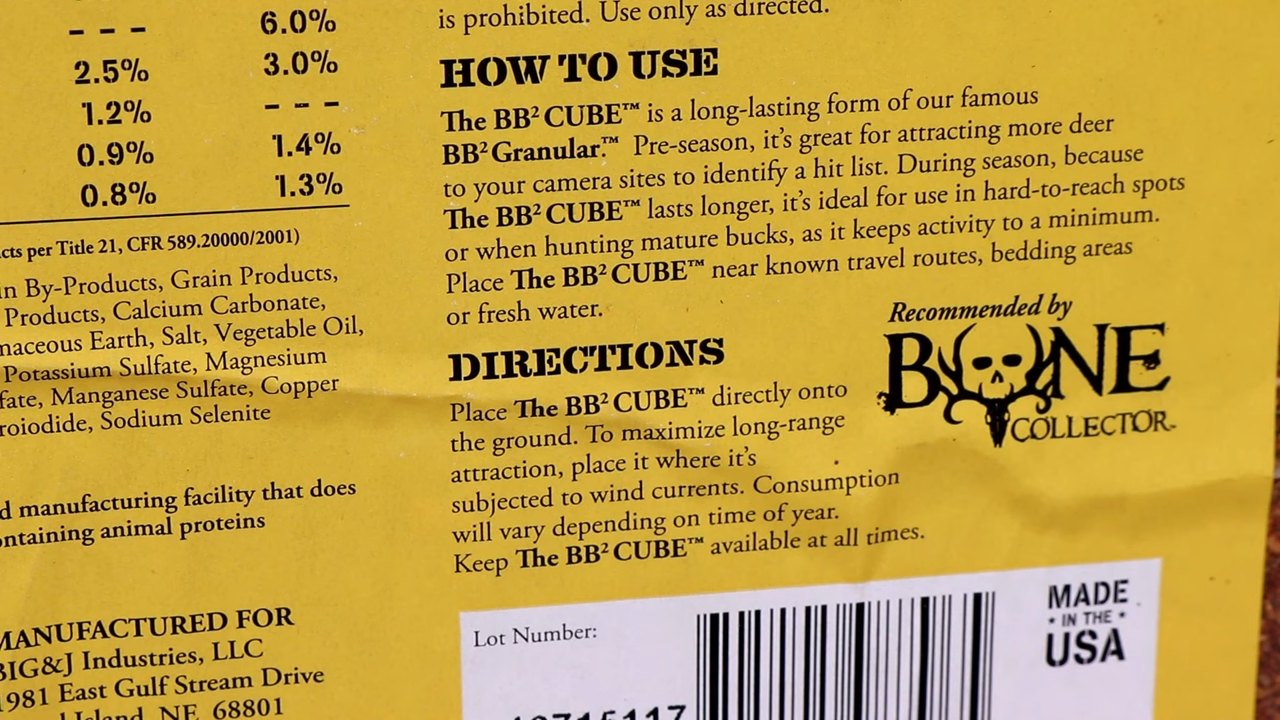 - - - 6.0%
2.5% 3.0%
1.2% - - -
0.9% 1.4%
0.8% 1.3%
per Title 21, CFR 589.20000/2001)
By-Products, Grain Products,
Products, Calcium Carbonate,
Earth, Salt, Vegetable Oil,
Potassium Sulfate, Magnesium
Manganese Sulfate, Copper
Sodium Selenite
manufacturing facility that does
animal proteins
MANUFACTURED FOR
BIG&J Industries, LLC
1981 East Gulf Stream Drive
Island, NE 68801
is prohibited. Use only as directed.
HOW TO USE
The BB² CUBE™ is a long-lasting form of our famous
BB² Granular.™ Pre-season, it's great for attracting more deer
to your camera sites to identify a hit list. During season, because
The BB² CUBE™ lasts longer, it's ideal for use in hard-to-reach spots
or when hunting mature bucks, as it keeps activity to a minimum.
Place The BB² CUBE™ near known travel routes, bedding areas
or fresh water.
DIRECTIONS
Place The BB² CUBE™ directly onto
the ground. To maximize long-range
attraction, place it where it's
subjected to wind currents. Consumption
will vary depending on time of year.
Keep The BB² CUBE™ available at all times.
Recommended by
BONE
COLLECTOR
Lot Number:
MADE
IN THE
USA